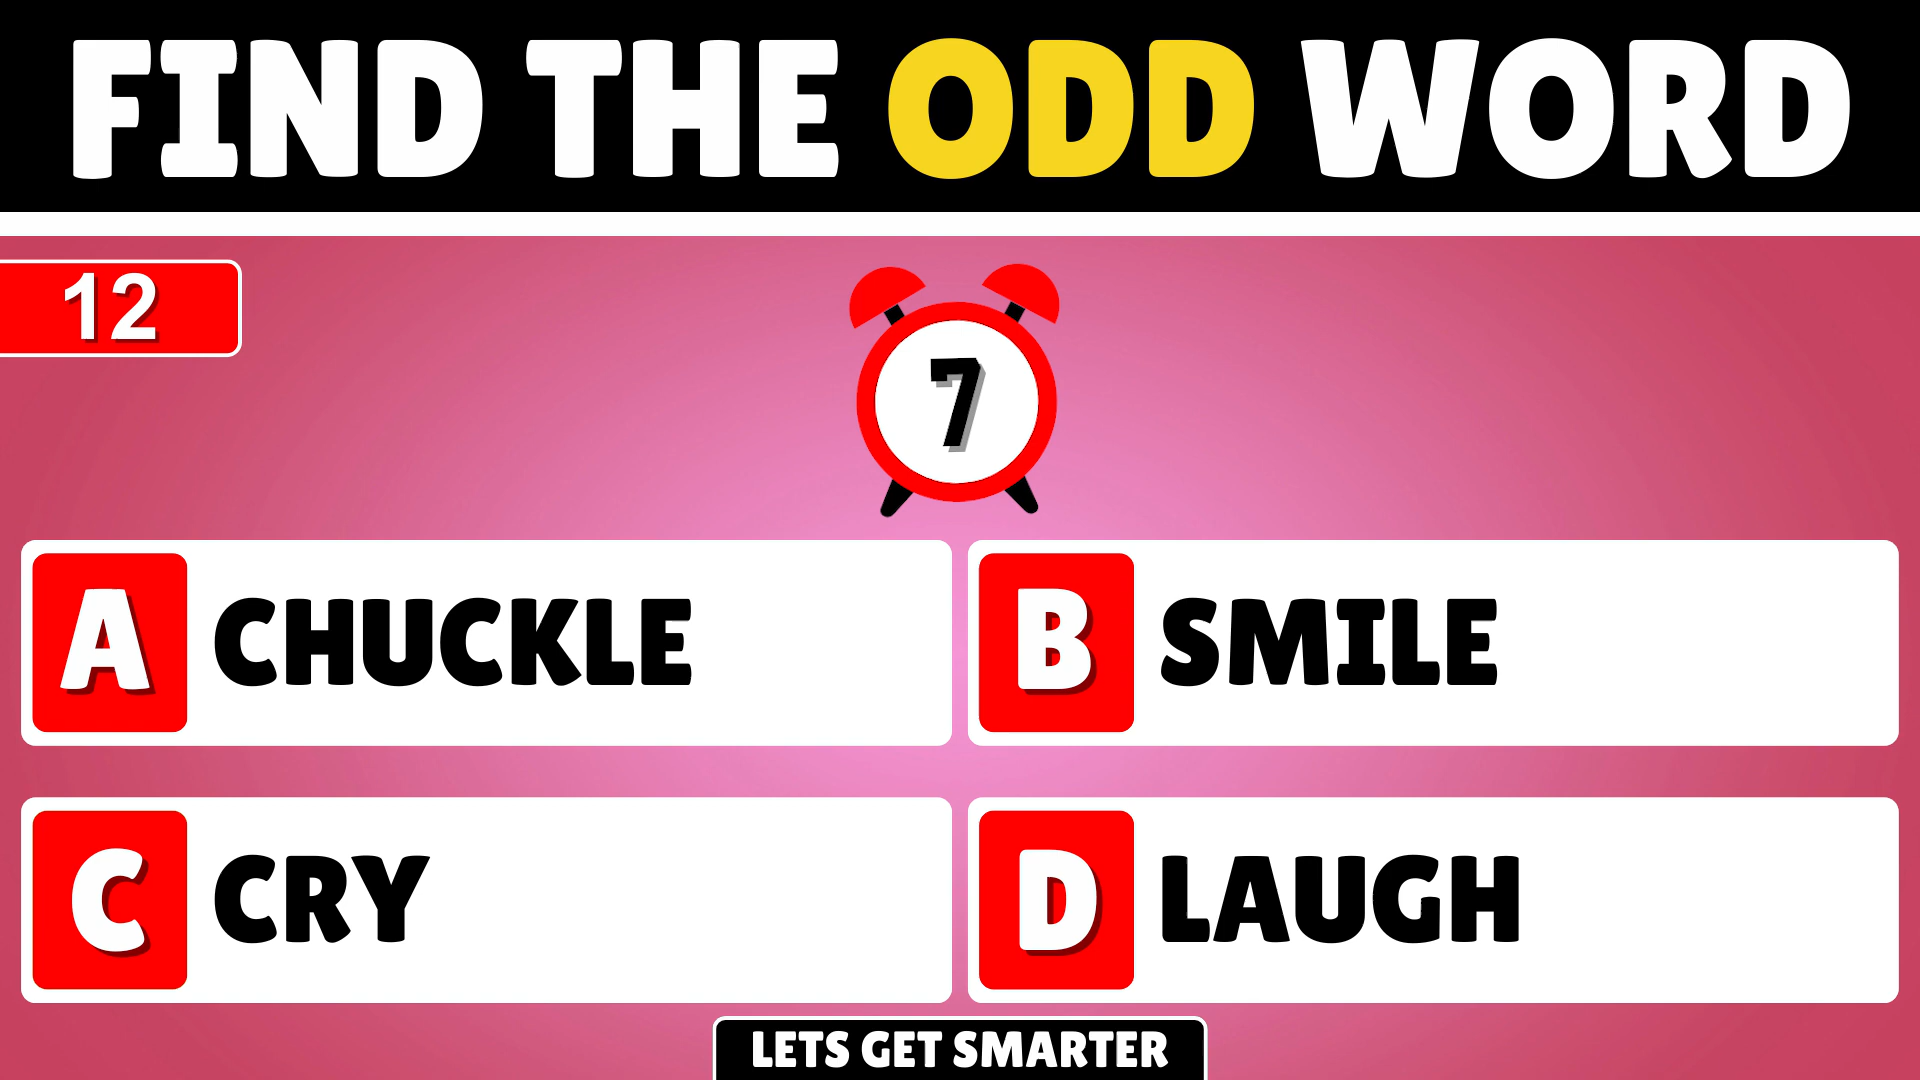 FIND THE ODD WORD
12
7
A CHUCKLE
B SMILE
C CRY
D LAUGH
LETS GET SMARTER